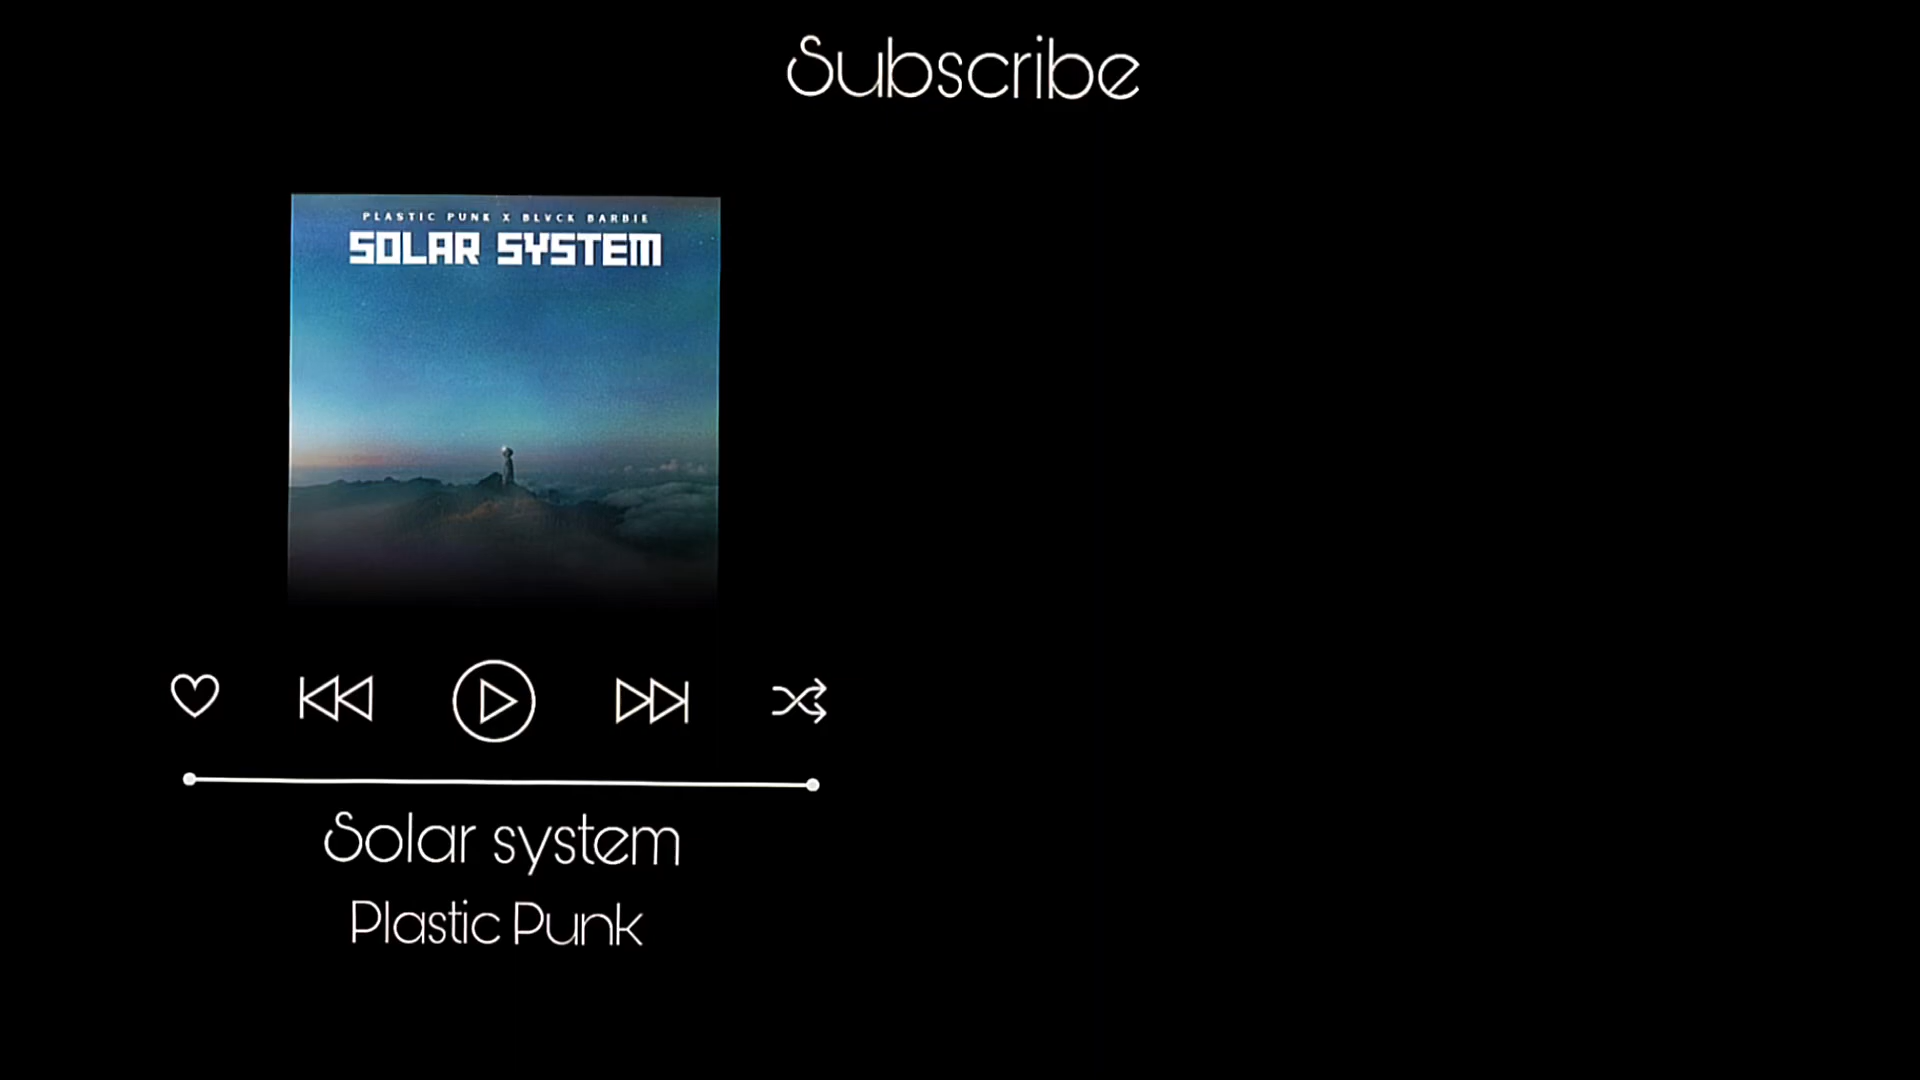 Subscribe
PLASTIC PUNK X BLVCK BARBIE
SOLAR SYSTEM
Solar system
Plastic Punk